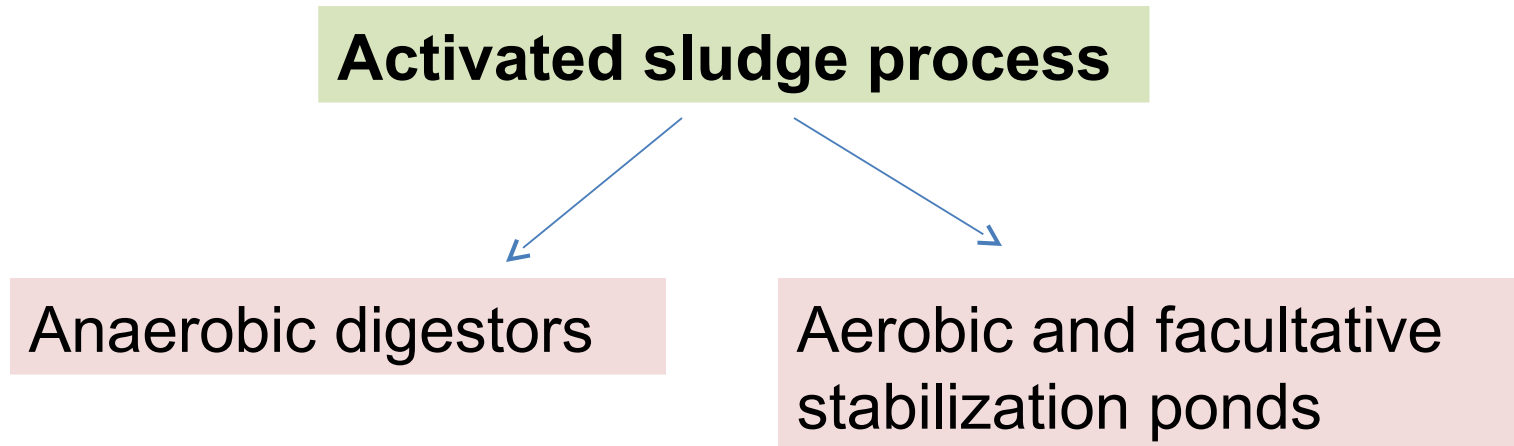 Activated sludge process
Anaerobic digestors
Aerobic and facultative
stabilization ponds